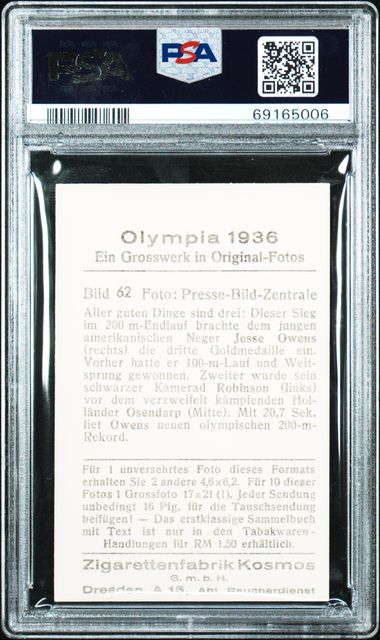 PSA
PSA
69165006
Olympia 1936
Ein Grosswerk in Original-Fotos
Bild 62 Foto: Presse-Bild-Zentrale
Aller guten Dinge sind drei: Dieser Sieg
im 200-m-Endlauf brachte dem jungen
amerikanischen Neger Jesse Owens
(rechts) die dritte Goldmedaille ein.
Vorher hatte er 100-m-Lauf und Weit-
sprung gewonnen. Zweiter wurde sein
schwarzer Kamerad Robinson (links)
vor dem verzweifelt kämpfenden Hol-
länder Osendarp (Mitte). Mit 20,7 Sek.
lief Owens neuen olympischen 200-m-
Rekord.
Für 1 unversehrtes Foto dieses Formats
erhalten Sie 2 andere 4,6x6,2. Für 10 dieser
Fotos 1 Grossfoto 17x21 (!). Jeder Sendung
unbedingt 16 Pfg. für die Tauschsendung
beifügen! — Das erstklassige Sammelbuch
mit Text ist nur in den Tabakwaren-
Handlungen für RM 1.50 erhältlich.
Zigarettenfabrik Kosmos
G. m. b. H.
Dresden A 16, Abt. Raucherdienst